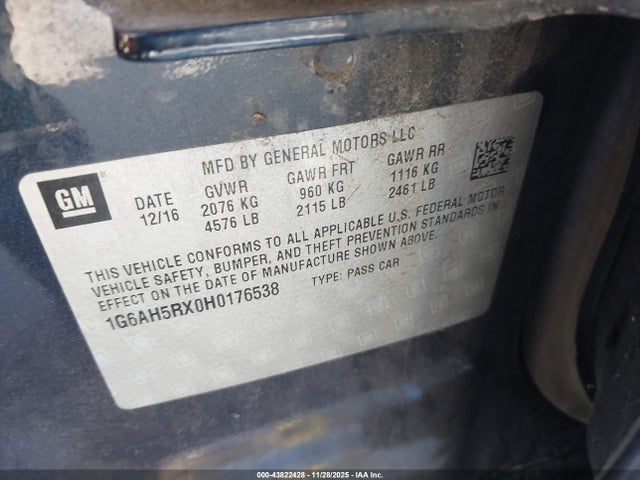 MFD BY GENERAL MOTORS LLC
GM
DATE GVWR GAWR FRT GAWR RR
12/16 2076 KG 960 KG 1116 KG
4576 LB 2115 LB 2461 LB
THIS VEHICLE CONFORMS TO ALL APPLICABLE U.S. FEDERAL MOTOR
VEHICLE SAFETY, BUMPER, AND THEFT PREVENTION STANDARDS IN
EFFECT ON THE DATE OF MANUFACTURE SHOWN ABOVE.
1G6AH5RX0H0176538 TYPE: PASS CAR
000-43822428 - 11/28/2025 - IAA Inc.